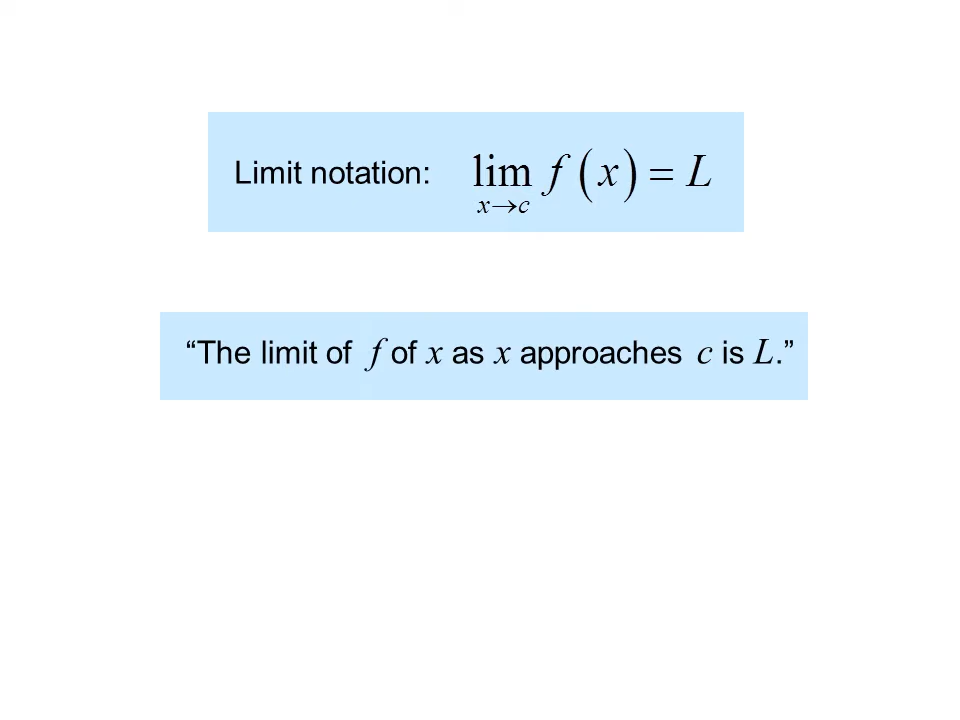 Limit notation: lim f(x) = L
x→c
“The limit of f of x as x approaches c is L.”